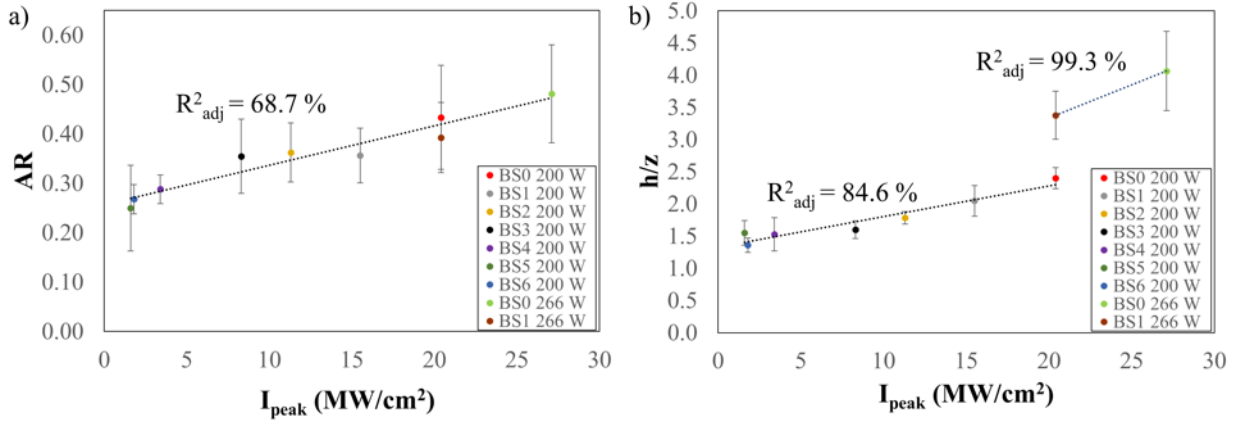 a)
AR
0.60
0.50
0.40
0.30
0.20
0.10
0.00
R²adj = 68.7 %
BS0 200 W
BS1 200 W
BS2 200 W
BS3 200 W
BS4 200 W
BS5 200 W
BS6 200 W
BS0 266 W
BS1 266 W
0 5 10 15 20 25 30
Ipeak (MW/cm²)
b)
h/z
5.0
4.5
4.0
3.5
3.0
2.5
2.0
1.5
1.0
0.5
0.0
R²adj = 99.3 %
R²adj = 84.6 %
BS0 200 W
BS1 200 W
BS2 200 W
BS3 200 W
BS4 200 W
BS5 200 W
BS6 200 W
BS0 266 W
BS1 266 W
0 5 10 15 20 25 30
Ipeak (MW/cm²)